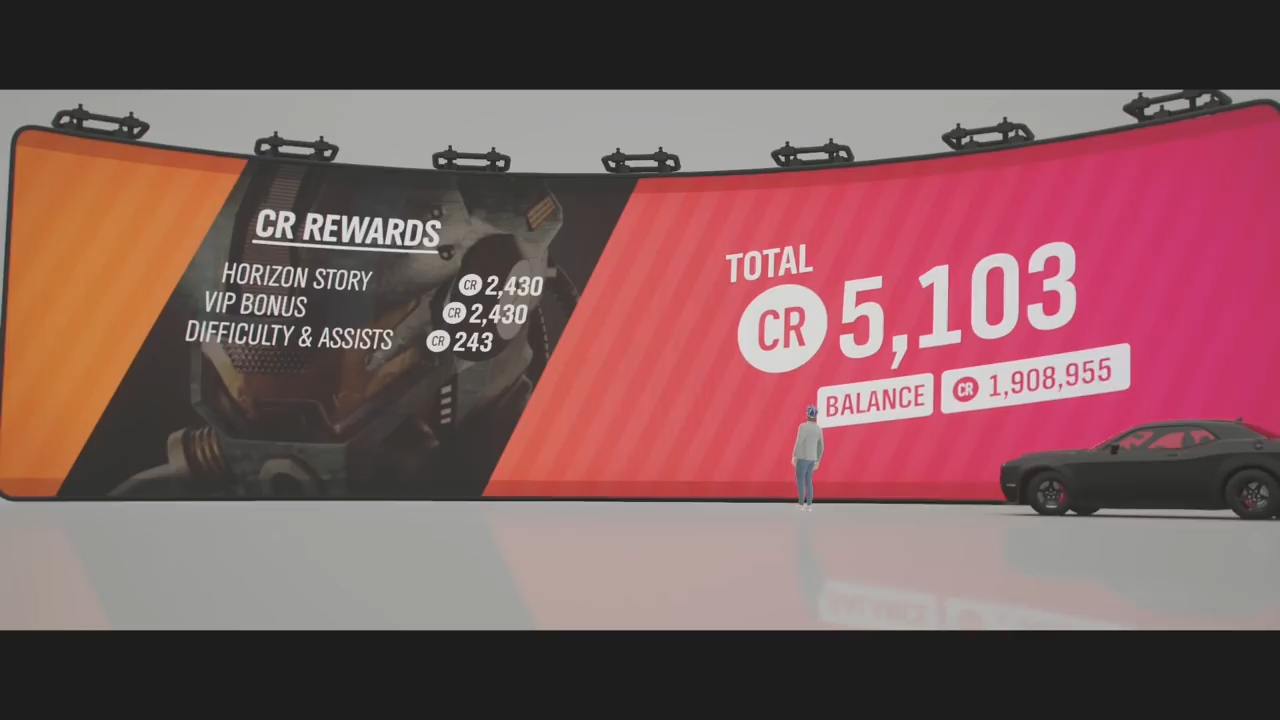 CR REWARDS
HORIZON STORY CR 2,430
VIP BONUS CR 2,430
DIFFICULTY & ASSISTS CR 243
TOTAL
CR 5,103
BALANCE CR 1,908,955